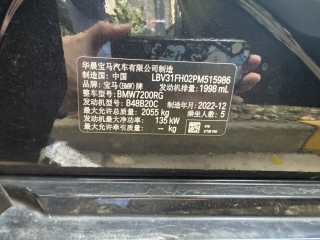 华晨宝马汽车有限公司制造
制造国：中国 LBV31FH02PM515986
品牌：宝马(BMW)牌 发动机排量：1998 mL
整车型号：BMW7200RG
发动机型号：B48B20C 制造年月：2022-12
最大允许总质量：2055 kg 乘坐人数：5
发动机最大净功率：135 kW
最大允许牵引质量：-- kg